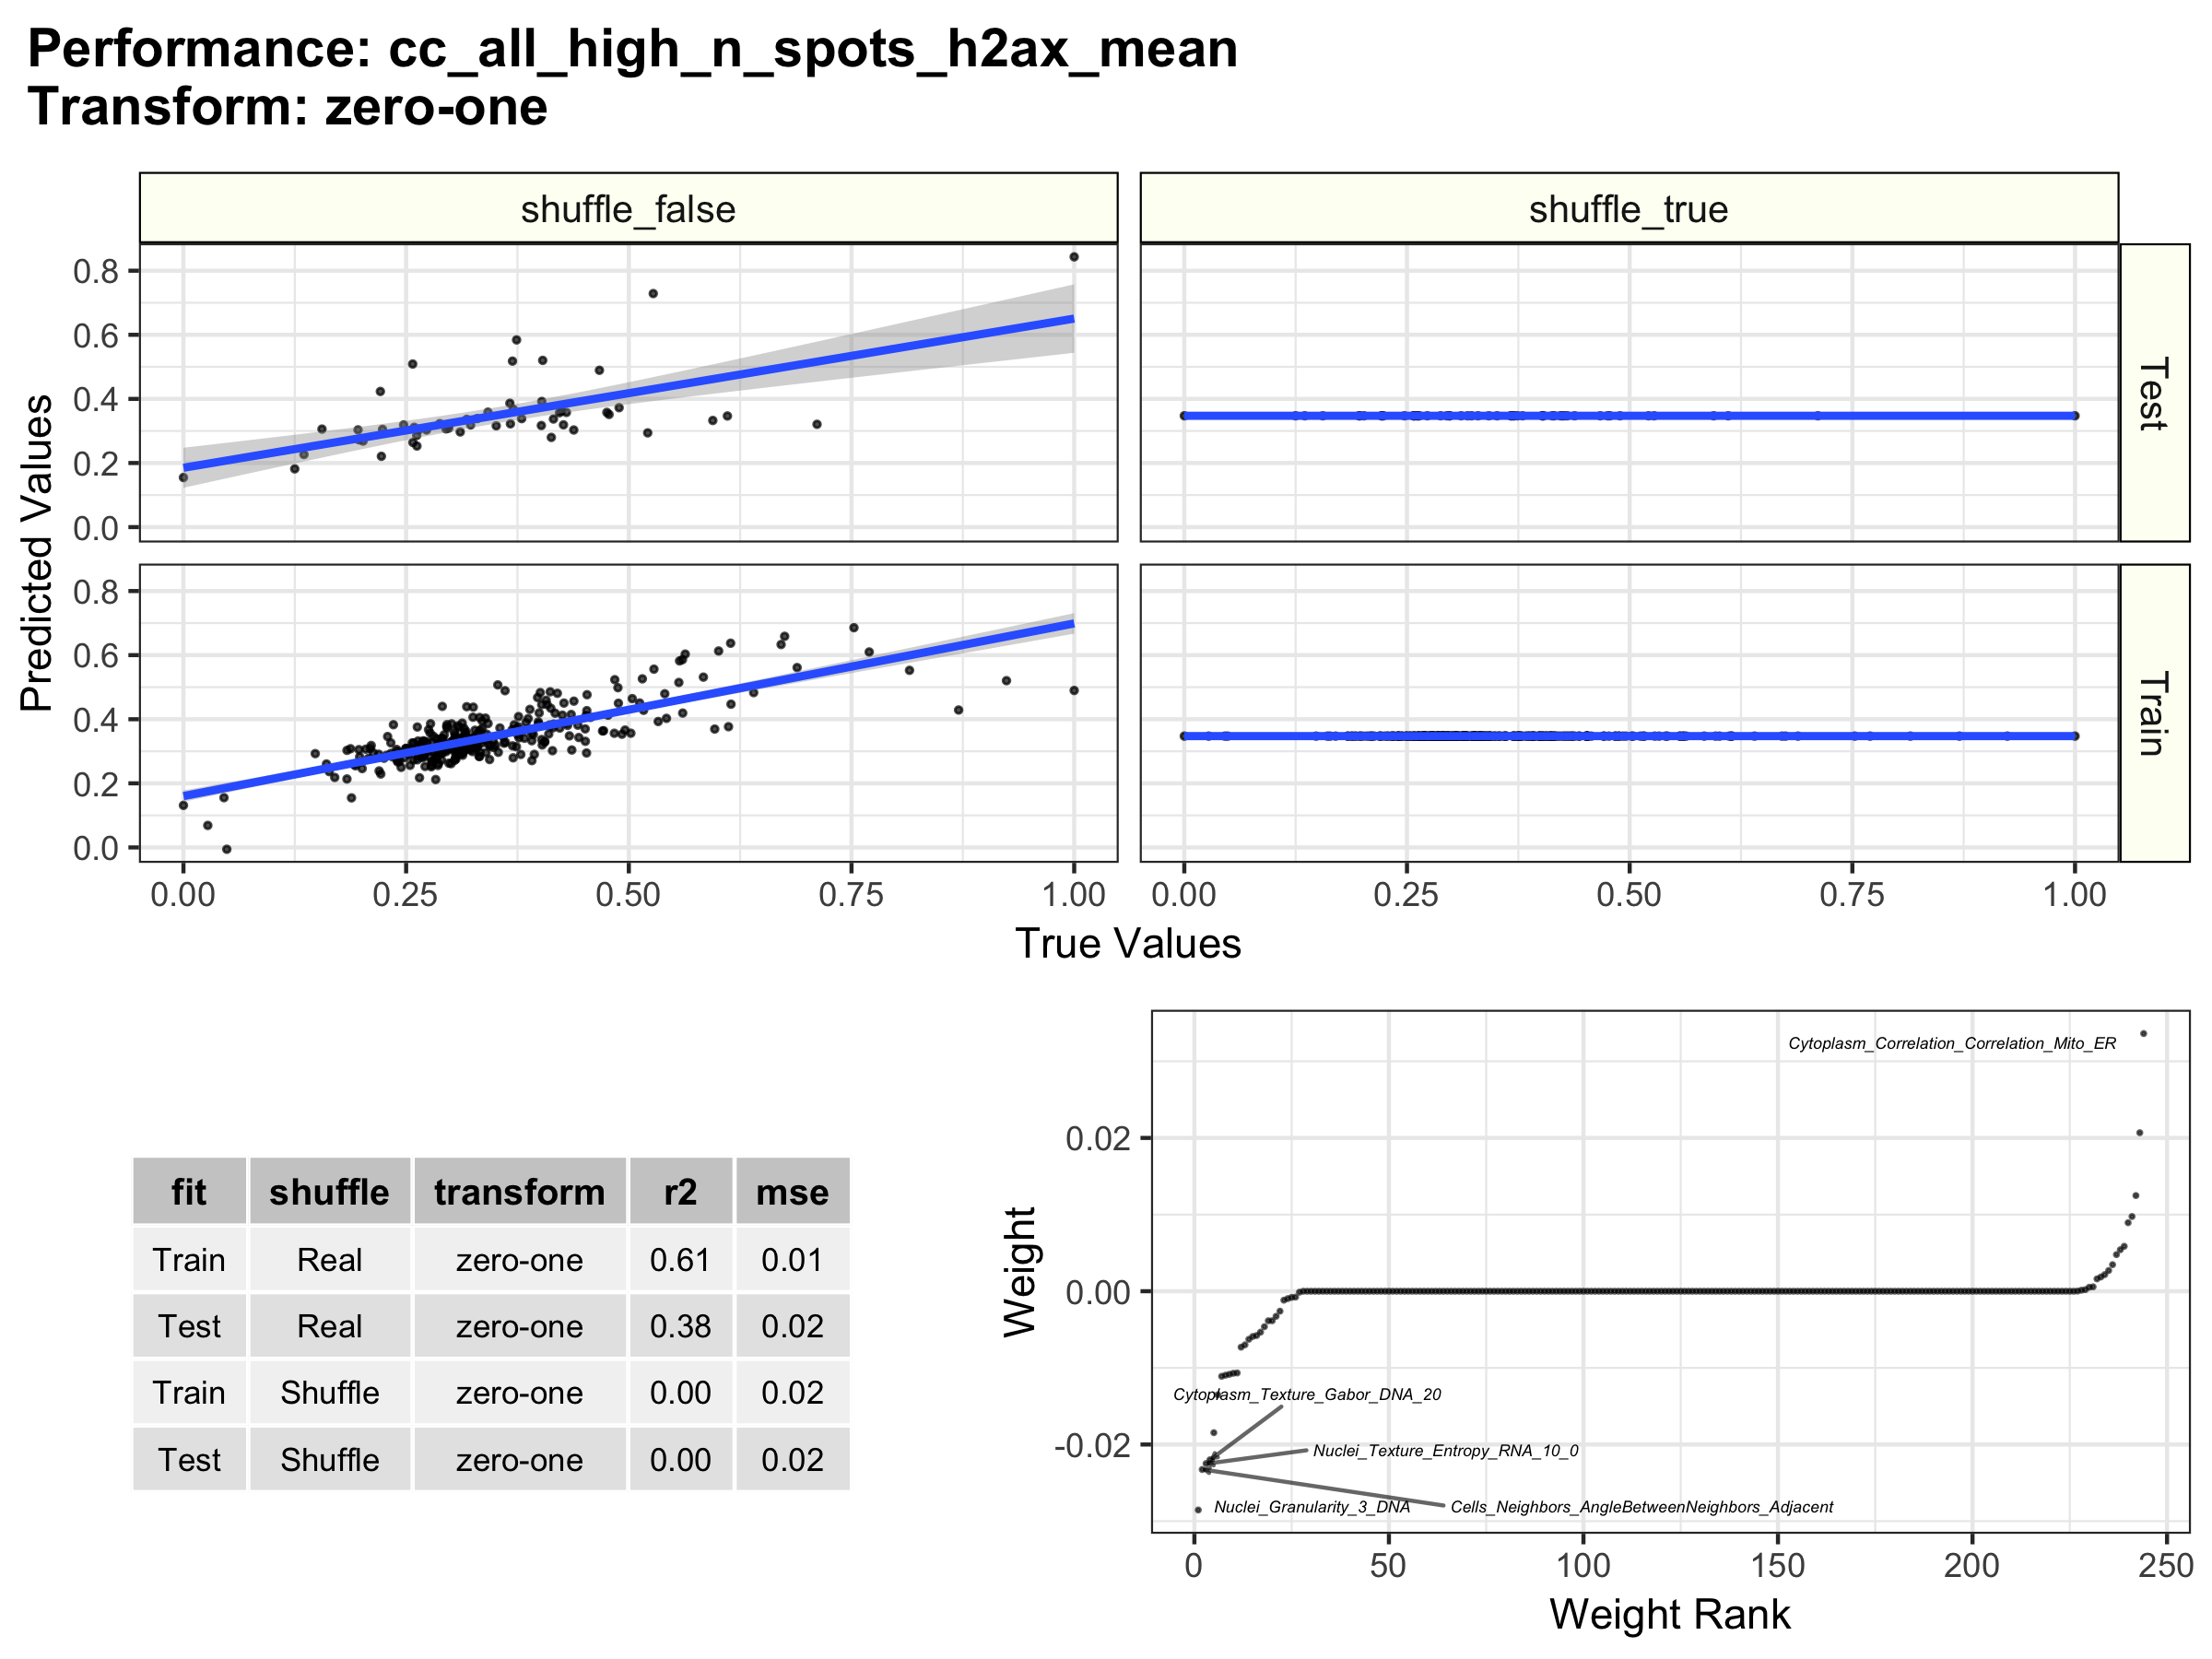 Performance: cc_all_high_n_spots_h2ax_mean
Transform: zero-one
shuffle_false
shuffle_true
0.8
0.6
0.4
0.2
0.0
Test
0.8
0.6
0.4
0.2
0.0
Train
Predicted Values
0.00 0.25 0.50 0.75 1.00
0.00 0.25 0.50 0.75 1.00
True Values
fit shuffle transform r2 mse
Train Real zero-one 0.61 0.01
Test Real zero-one 0.38 0.02
Train Shuffle zero-one 0.00 0.02
Test Shuffle zero-one 0.00 0.02
Weight
0.02
0.00
-0.02
Cytoplasm_Correlation_Correlation_Mito_ER
Cytoplasm_Texture_Gabor_DNA_20
Nuclei_Texture_Entropy_RNA_10_0
Nuclei_Granularity_3_DNA
Cells_Neighbors_AngleBetweenNeighbors_Adjacent
0 50 100 150 200 250
Weight Rank